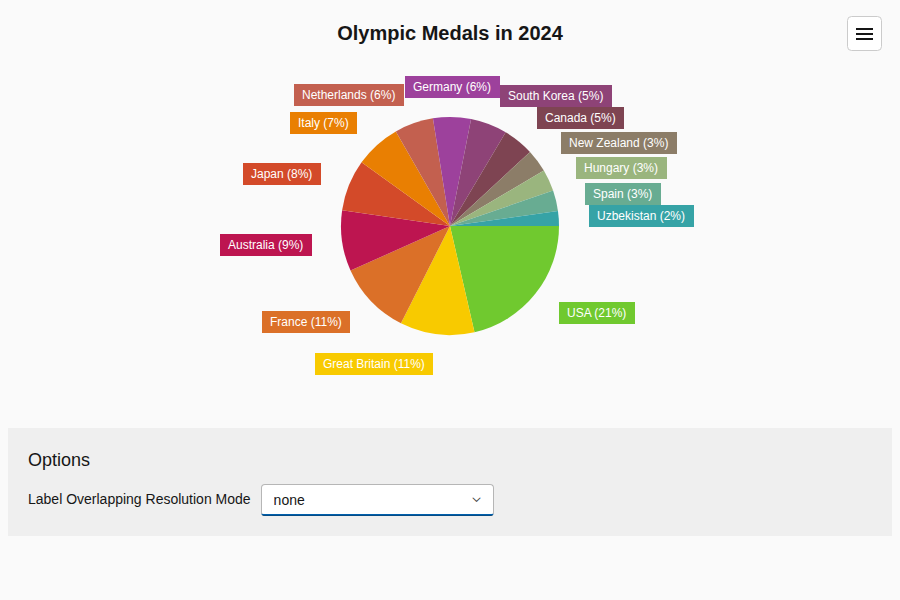 Olympic Medals in 2024
Germany (6%)
Netherlands (6%)
South Korea (5%)
Canada (5%)
Italy (7%)
New Zealand (3%)
Hungary (3%)
Japan (8%)
Spain (3%)
Uzbekistan (2%)
Australia (9%)
USA (21%)
France (11%)
Great Britain (11%)
Options
Label Overlapping Resolution Mode
none